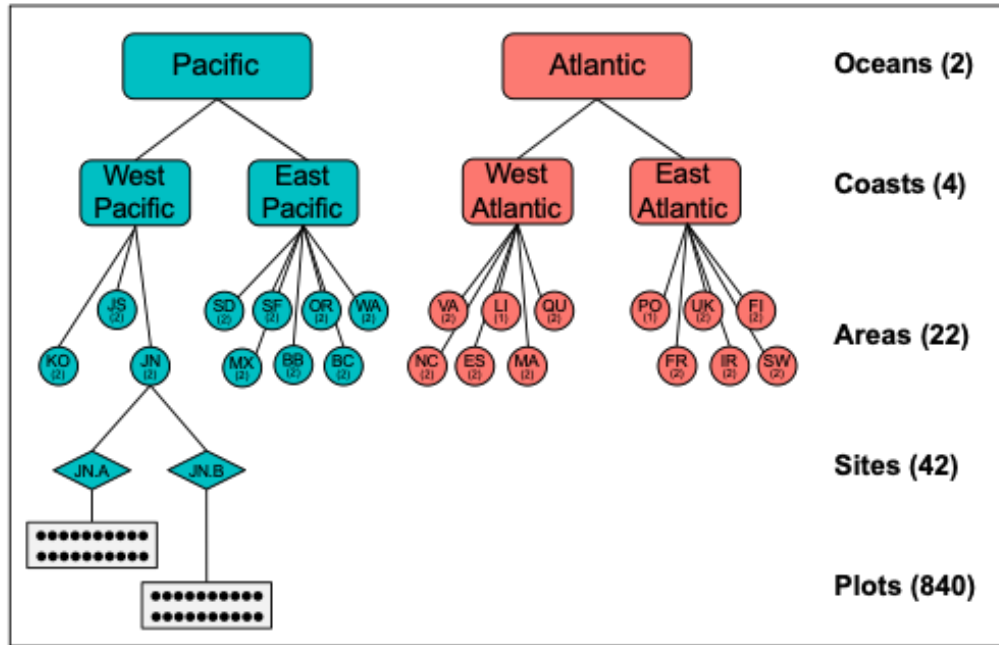 Pacific
Atlantic
Oceans (2)
West
Pacific
East
Pacific
West
Atlantic
East
Atlantic
Coasts (4)
JS
(2)
SD
(2)
SF
(2)
OR
(2)
WA
(2)
VA
(2)
LI
(1)
QU
(2)
PO
(1)
UK
(2)
FI
(2)
Areas (22)
KO
(2)
JN
(2)
MX
(2)
BB
(2)
BC
(2)
NC
(2)
ES
(2)
MA
(2)
FR
(2)
IR
(2)
SW
(2)
JN.A
JN.B
Sites (42)
Plots (840)